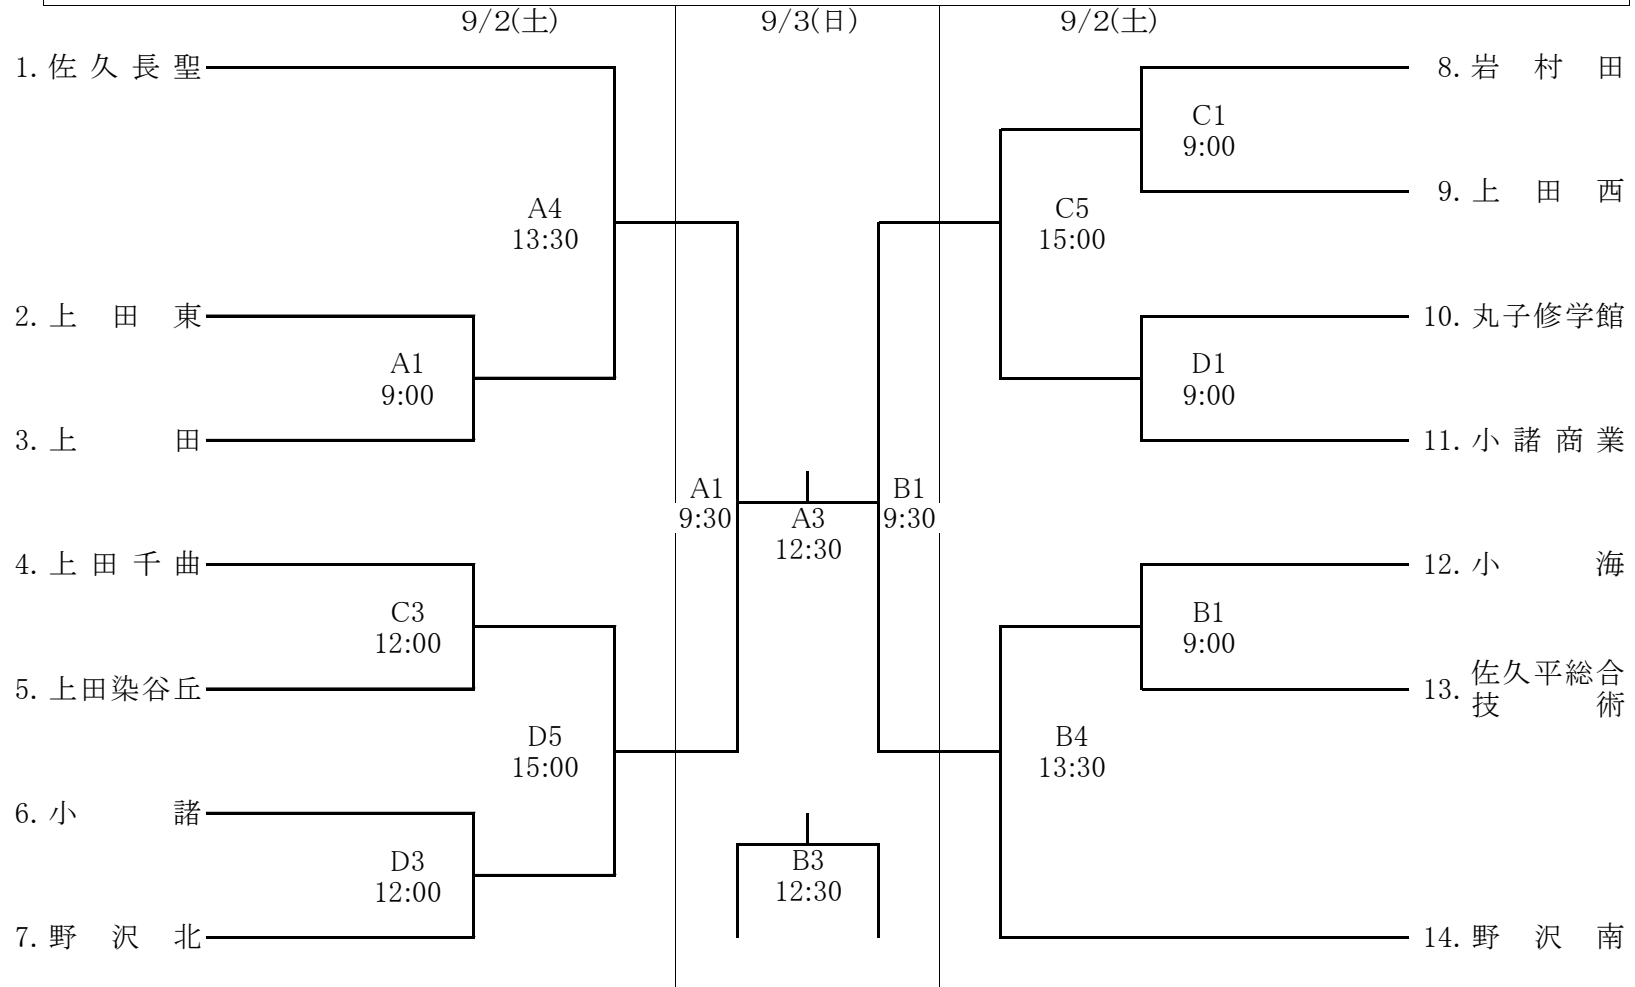 9/2(土)
9/3(日)
9/2(土)
1. 佐久長聖
2. 上田東
3. 上田
4. 上田千曲
5. 上田染谷丘
6. 小諸
7. 野沢北
A4
13:30
A1
9:00
C3
12:00
D5
15:00
D3
12:00
A1
9:30
A3
12:30
B1
9:30
B3
12:30
C1
9:00
C5
15:00
D1
9:00
B1
9:00
B4
13:30
8. 岩村田
9. 上田西
10. 丸子修学館
11. 小諸商業
12. 小海
13. 佐久平総合
技術
14. 野沢南